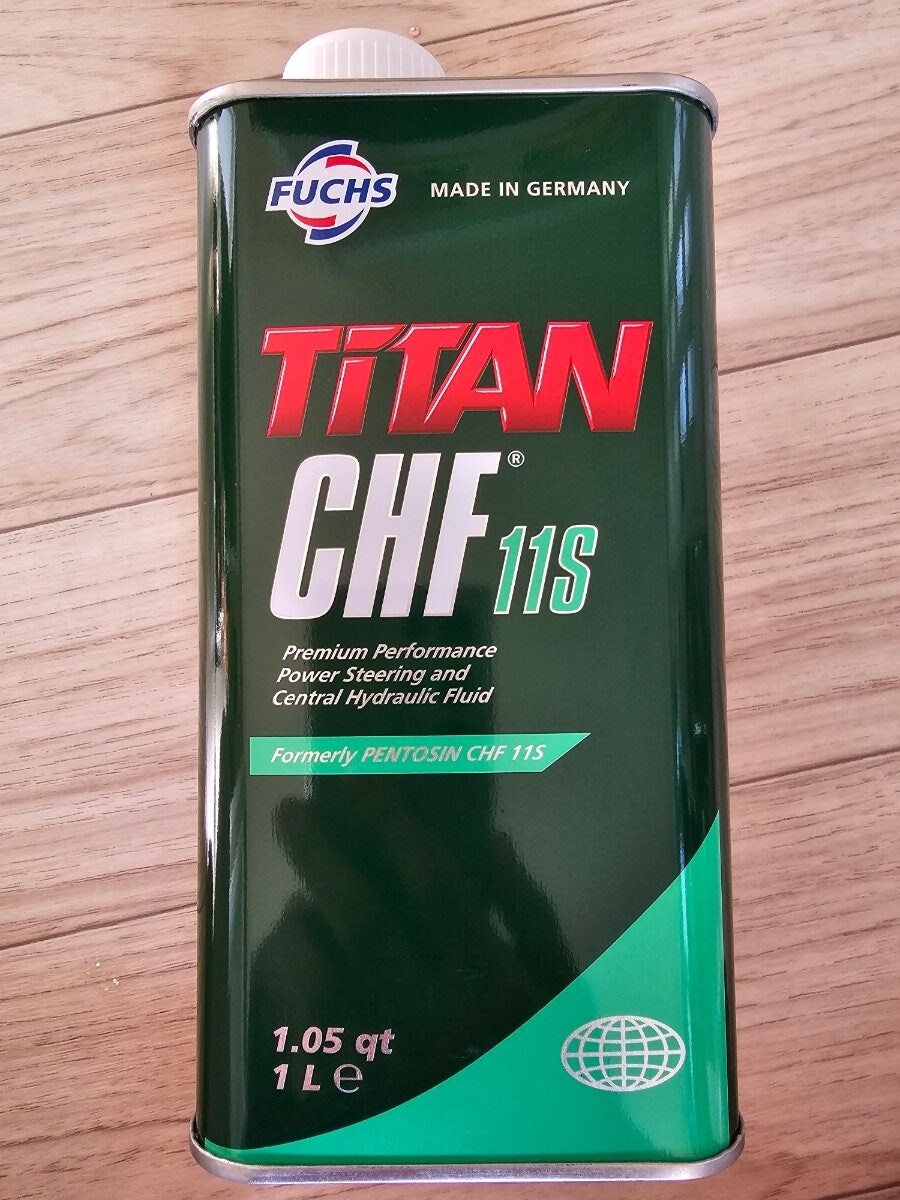 FUCHS
MADE IN GERMANY
TiTAN
CHF® 11S
Premium Performance
Power Steering and
Central Hydraulic Fluid
Formerly PENTOSIN CHF 11S
1.05 qt
1 L ℮